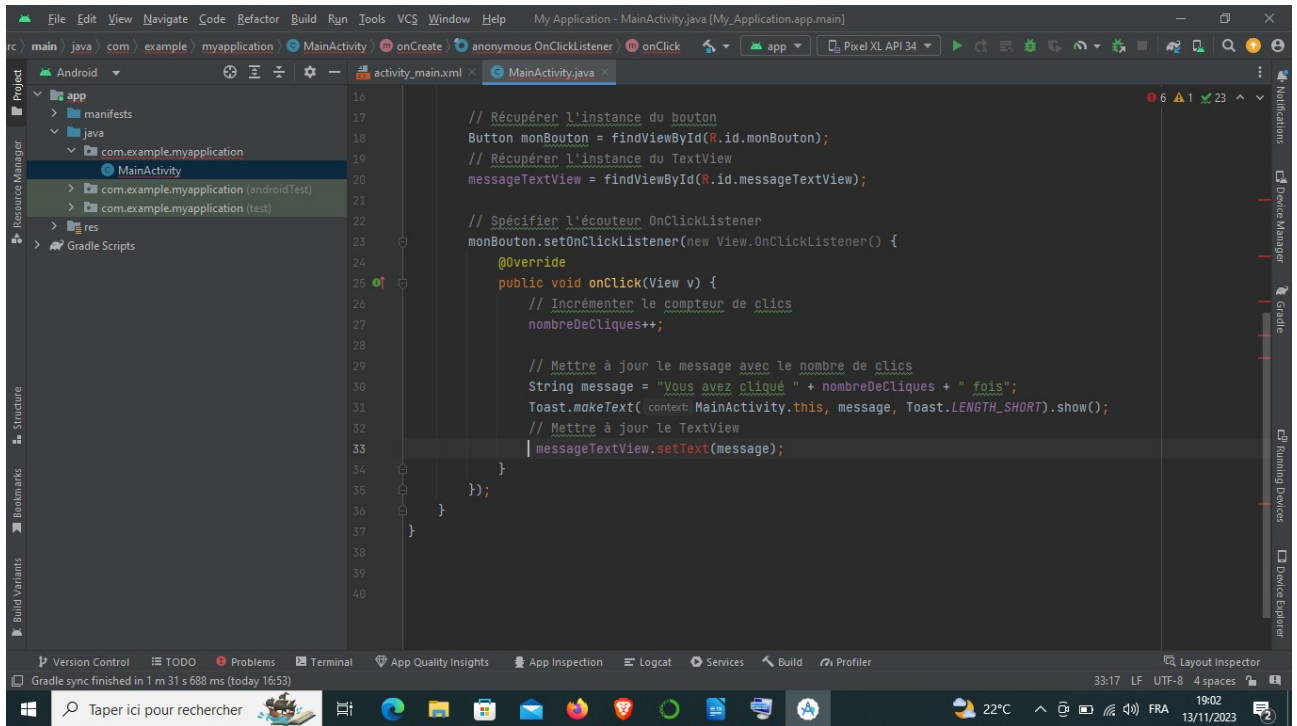 File Edit View Navigate Code Refactor Build Run Tools VCS Window Help My Application - MainActivity.java [My_Application.app.main]
rc main java com example myapplication MainActivity onCreate anonymous OnClickListener onClick app Pixel XL API 34
Project
Android
activity_main.xml
MainActivity.java
Notifications
app
manifests
java
com.example.myapplication
MainActivity
com.example.myapplication (androidTest)
com.example.myapplication (test)
res
Gradle Scripts
Resource Manager
Structure
Bookmarks
Build Variants
6 1 23
16
17 // Récupérer l'instance du bouton
18 Button monBouton = findViewById(R.id.monBouton);
19 // Récupérer l'instance du TextView
20 messageTextView = findViewById(R.id.messageTextView);
21
22 // Spécifier l'écouteur OnClickListener
23 monBouton.setOnClickListener(new View.OnClickListener() {
24 @Override
25 public void onClick(View v) {
26 // Incrémenter le compteur de clics
27 nombreDeCliques++;
28
29 // Mettre à jour le message avec le nombre de clics
30 String message = "Vous avez cliqué " + nombreDeCliques + " fois";
31 Toast.makeText( context: MainActivity.this, message, Toast.LENGTH_SHORT).show();
32 // Mettre à jour le TextView
33 messageTextView.setText(message);
34 }
35 });
36 }
37 }
38
39
40
Device Manager
Gradle
Running Devices
Device Explorer
Version Control TODO Problems Terminal App Quality Insights App Inspection Logcat Services Build Profiler Layout Inspector
Gradle sync finished in 1 m 31 s 688 ms (today 16:53) 33:17 LF UTF-8 4 spaces
Taper ici pour rechercher 22°C FRA 19:02
13/11/2023
2